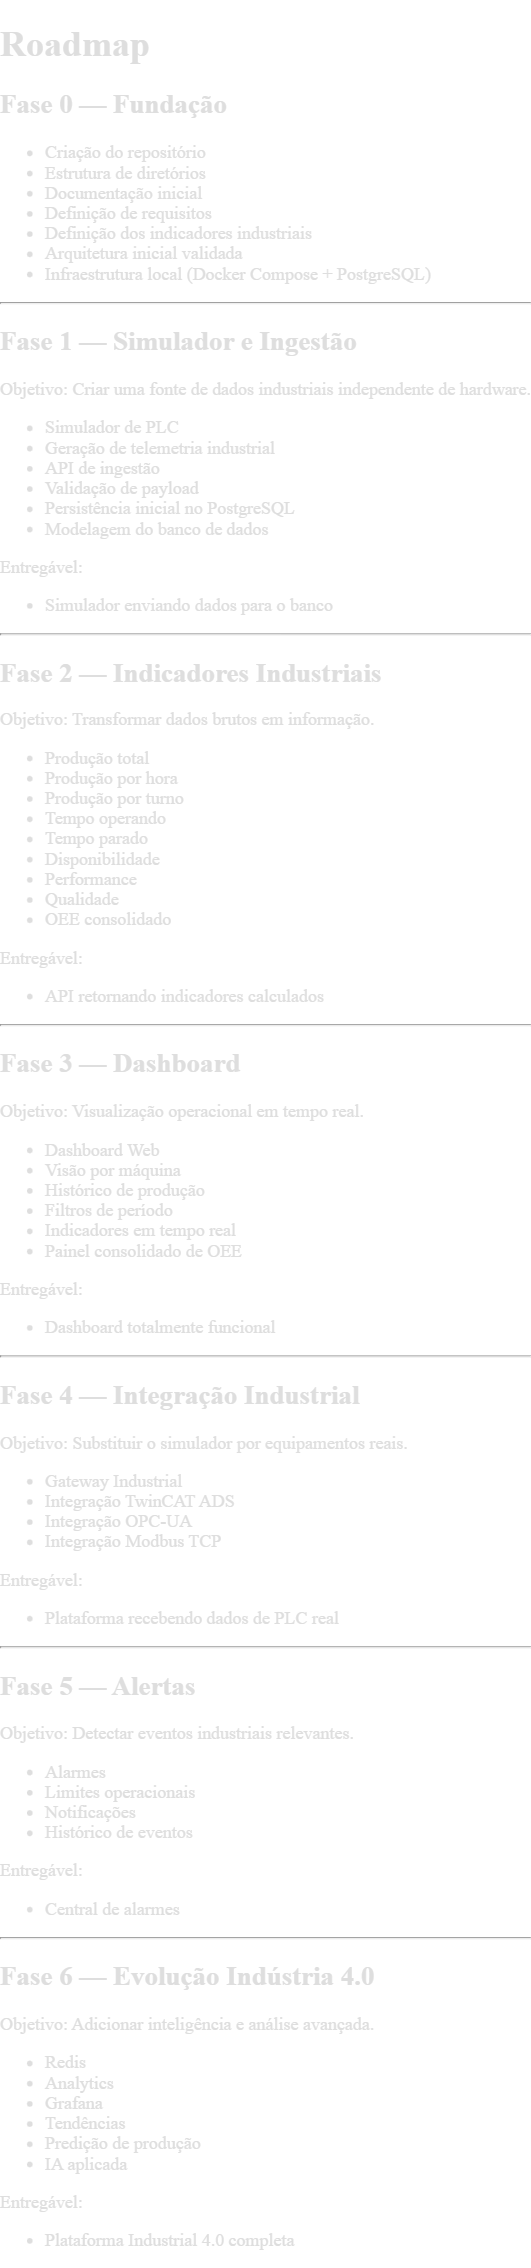 Roadmap
Fase 0 — Fundação
• Criação do repositório
• Estrutura de diretórios
• Documentação inicial
• Definição de requisitos
• Definição dos indicadores industriais
• Arquitetura inicial validada
• Infraestrutura local (Docker Compose + PostgreSQL)
Fase 1 — Simulador e Ingestão
Objetivo: Criar uma fonte de dados industriais independente de hardware.
• Simulador de PLC
• Geração de telemetria industrial
• API de ingestão
• Validação de payload
• Persistência inicial no PostgreSQL
• Modelagem do banco de dados
Entregável:
• Simulador enviando dados para o banco
Fase 2 — Indicadores Industriais
Objetivo: Transformar dados brutos em informação.
• Produção total
• Produção por hora
• Produção por turno
• Tempo operando
• Tempo parado
• Disponibilidade
• Performance
• Qualidade
• OEE consolidado
Entregável:
• API retornando indicadores calculados
Fase 3 — Dashboard
Objetivo: Visualização operacional em tempo real.
• Dashboard Web
• Visão por máquina
• Histórico de produção
• Filtros de período
• Indicadores em tempo real
• Painel consolidado de OEE
Entregável:
• Dashboard totalmente funcional
Fase 4 — Integração Industrial
Objetivo: Substituir o simulador por equipamentos reais.
• Gateway Industrial
• Integração TwinCAT ADS
• Integração OPC-UA
• Integração Modbus TCP
Entregável:
• Plataforma recebendo dados de PLC real
Fase 5 — Alertas
Objetivo: Detectar eventos industriais relevantes.
• Alarmes
• Limites operacionais
• Notificações
• Histórico de eventos
Entregável:
• Central de alarmes
Fase 6 — Evolução Indústria 4.0
Objetivo: Adicionar inteligência e análise avançada.
• Redis
• Analytics
• Grafana
• Tendências
• Predição de produção
• IA aplicada
Entregável:
• Plataforma Industrial 4.0 completa